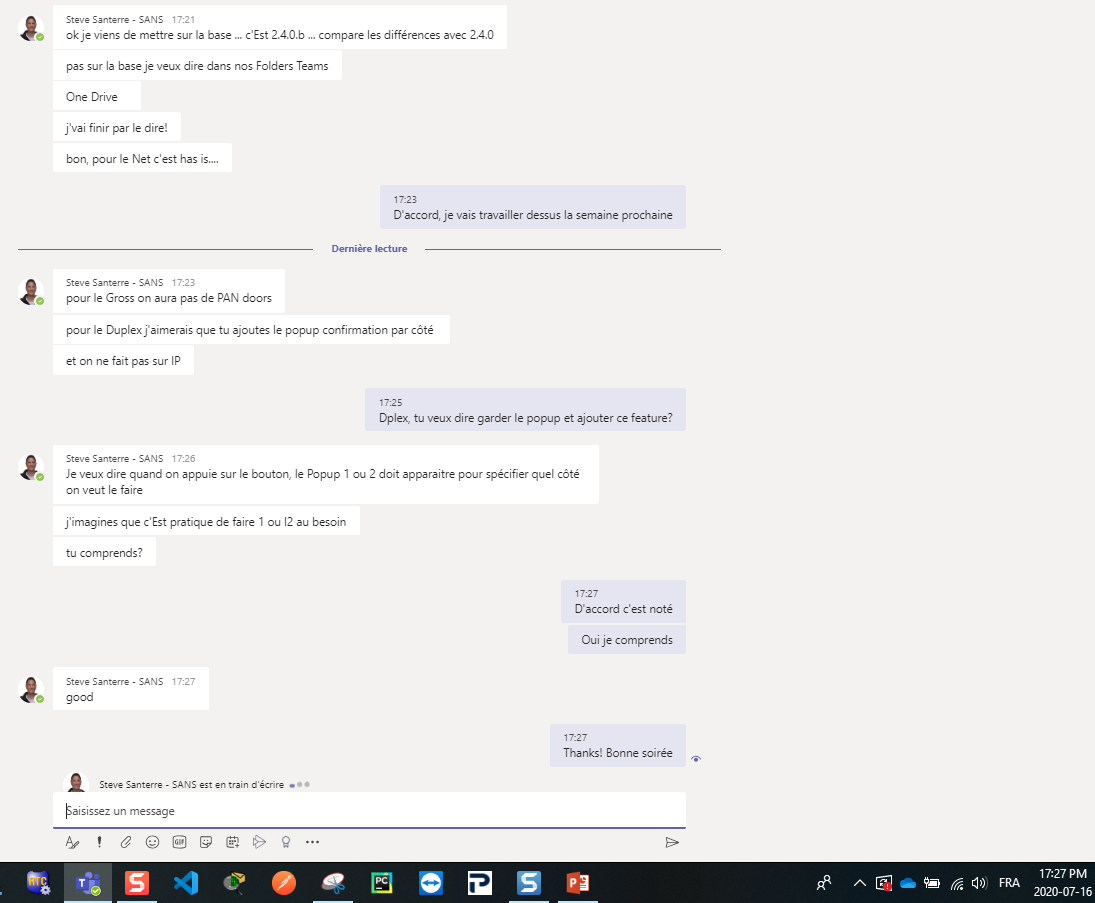 Steve Santerre - SANS 17:21
ok je viens de mettre sur la base ... c'Est 2.4.0.b ... compare les différences avec 2.4.0
pas sur la base je veux dire dans nos Folders Teams
One Drive
j'vai finir par le dire!
bon, pour le Net c'est has is....
17:23
D'accord, je vais travailler dessus la semaine prochaine
Dernière lecture
Steve Santerre - SANS 17:23
pour le Gross on aura pas de PAN doors
pour le Duplex j'aimerais que tu ajoutes le popup confirmation par côté
et on ne fait pas sur IP
17:25
Dplex, tu veux dire garder le popup et ajouter ce feature?
Steve Santerre - SANS 17:26
Je veux dire quand on appuie sur le bouton, le Popup 1 ou 2 doit apparaitre pour spécifier quel côté
on veut le faire
j'imagines que c'Est pratique de faire 1 ou l2 au besoin
tu comprends?
17:27
D'accord c'est noté
Oui je comprends
Steve Santerre - SANS 17:27
good
17:27
Thanks! Bonne soirée
Steve Santerre - SANS est en train d'écrire
Saisissez un message
GIF
RTC
T
S
PC
P
S
P
FRA
17:27 PM
2020-07-16